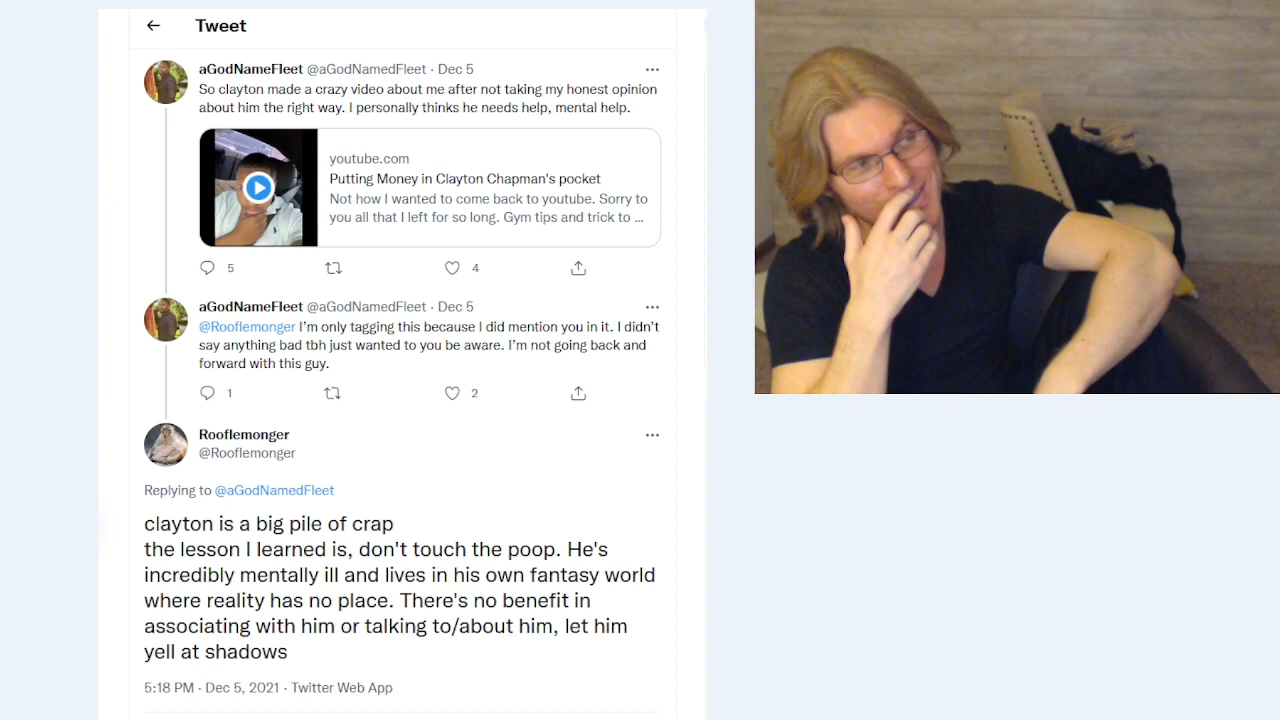 Tweet
aGodNameFleet @aGodNamedFleet · Dec 5
So clayton made a crazy video about me after not taking my honest opinion
about him the right way. I personally thinks he needs help, mental help.
youtube.com
Putting Money in Clayton Chapman's pocket
Not how I wanted to come back to youtube. Sorry to
you all that I left for so long. Gym tips and trick to ...
5
4
aGodNameFleet @aGodNamedFleet · Dec 5
@Rooflemonger I'm only tagging this because I did mention you in it. I didn't
say anything bad tbh just wanted to you be aware. I'm not going back and
forward with this guy.
1
2
Rooflemonger
@Rooflemonger
Replying to @aGodNamedFleet
clayton is a big pile of crap
the lesson I learned is, don't touch the poop. He's
incredibly mentally ill and lives in his own fantasy world
where reality has no place. There's no benefit in
associating with him or talking to/about him, let him
yell at shadows
5:18 PM · Dec 5, 2021 · Twitter Web App